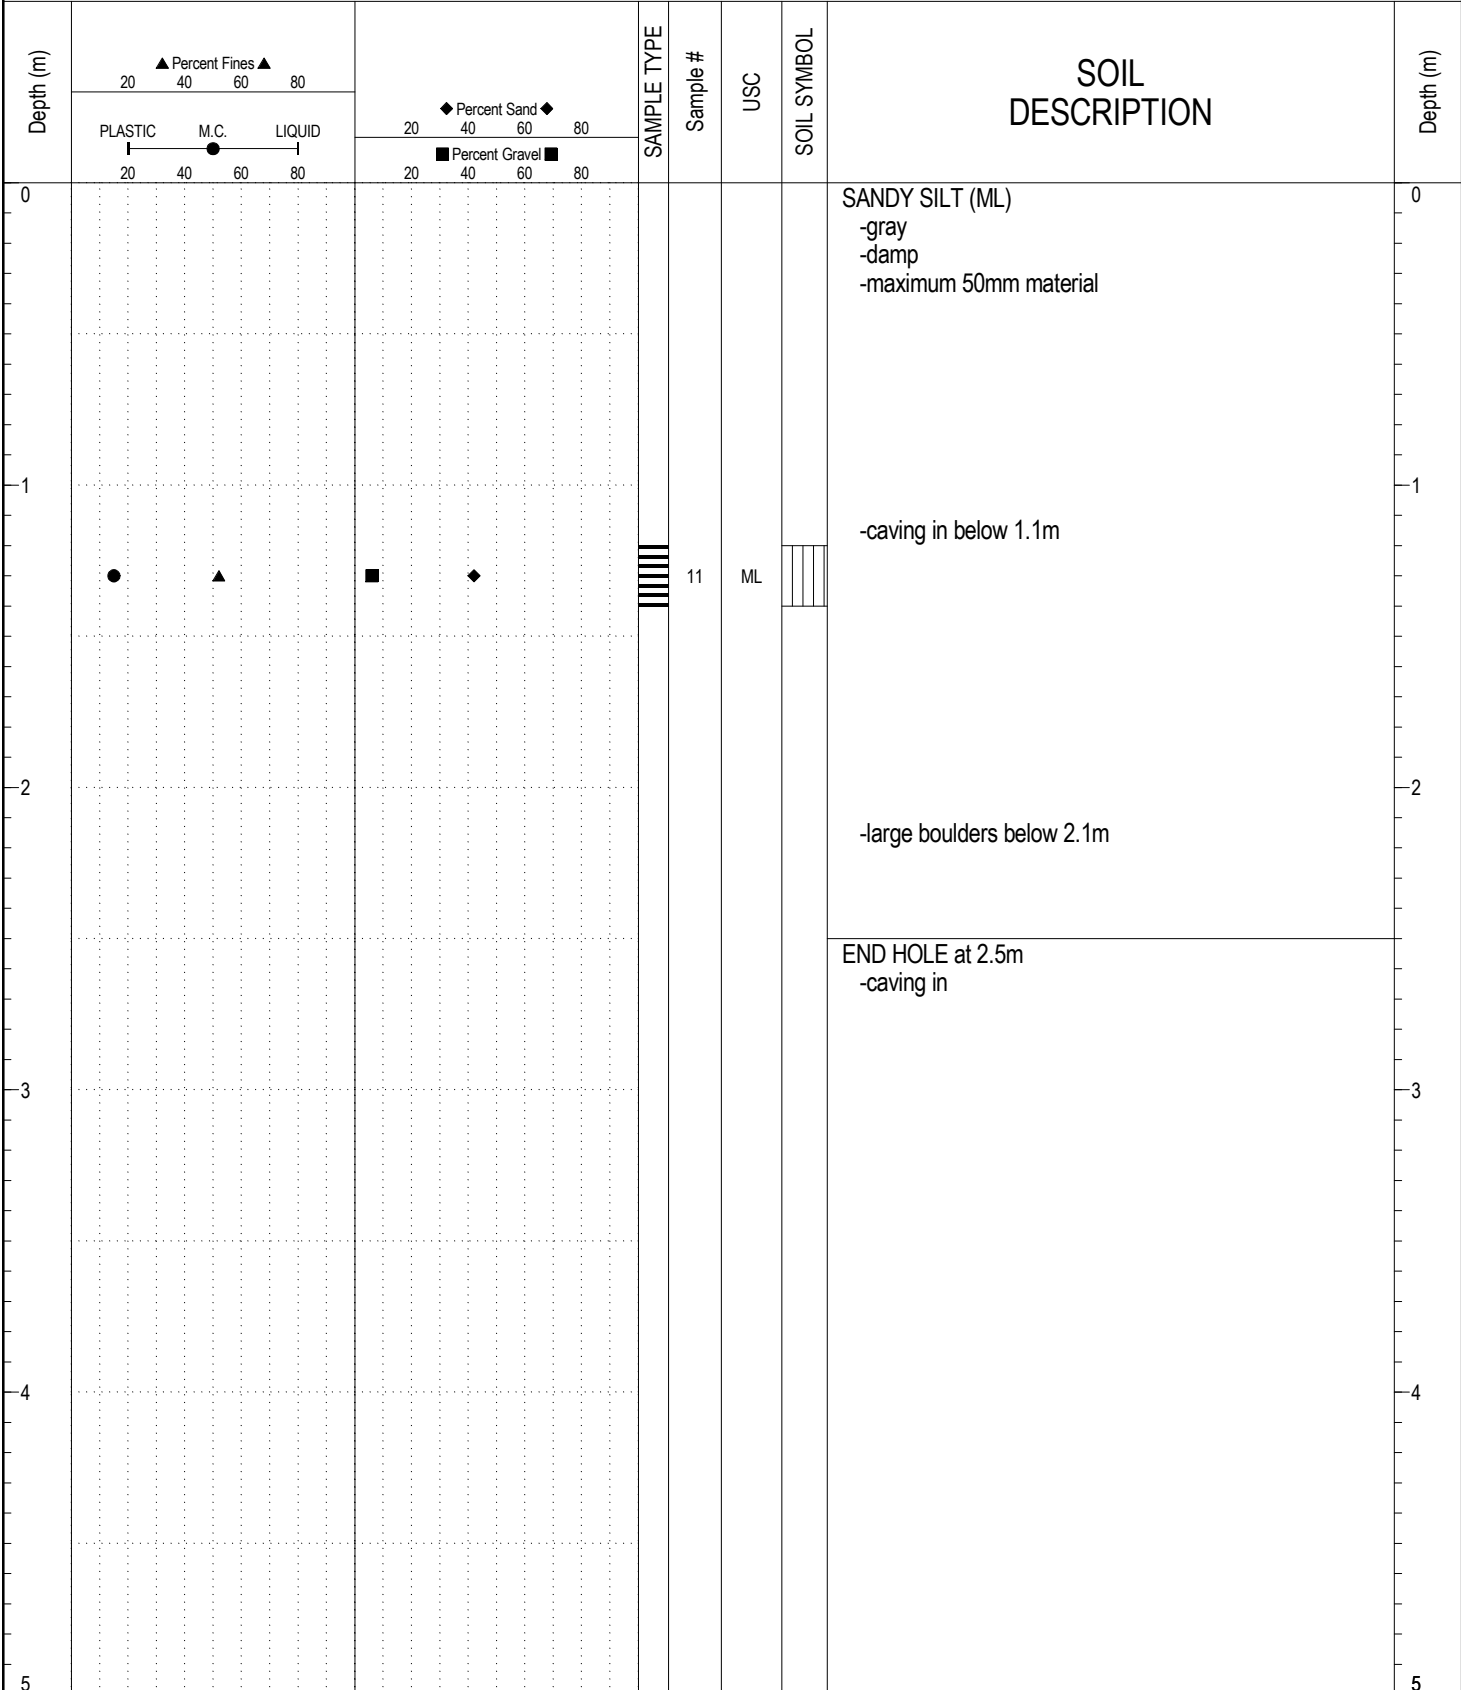 Depth (m)
▲ Percent Fines ▲
20 40 60 80
PLASTIC M.C. LIQUID
20 40 60 80
◆ Percent Sand ◆
20 40 60 80
■ Percent Gravel ■
20 40 60 80
SAMPLE TYPE
Sample #
USC
SOIL SYMBOL
SOIL
DESCRIPTION
Depth (m)
0
SANDY SILT (ML)
-gray
-damp
-maximum 50mm material
0
1
1
-caving in below 1.1m
11 ML
2
2
-large boulders below 2.1m
END HOLE at 2.5m
-caving in
3
3
4
4
5
5